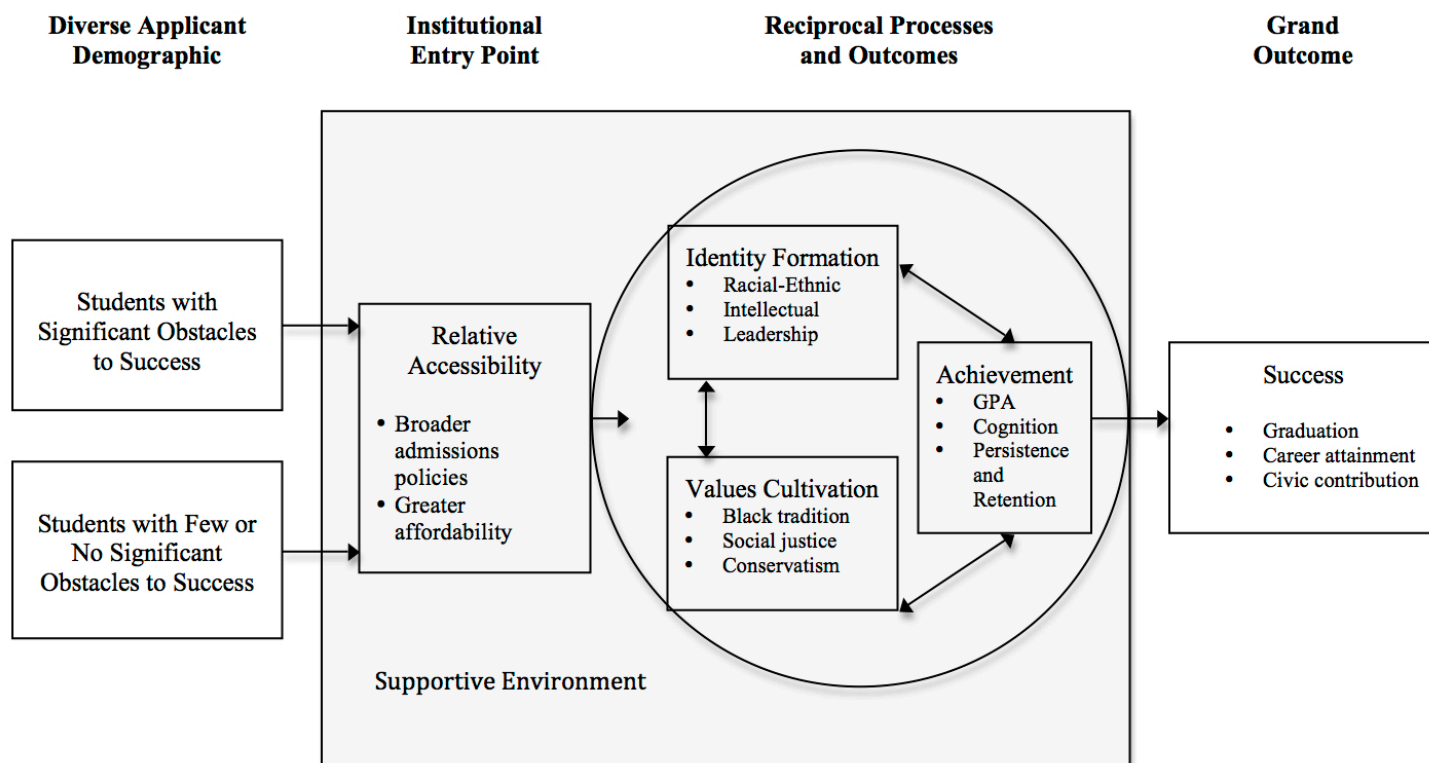 Diverse Applicant
Demographic
Institutional
Entry Point
Reciprocal Processes
and Outcomes
Grand
Outcome
Students with
Significant Obstacles
to Success
Students with Few or
No Significant
Obstacles to Success
Relative
Accessibility
• Broader
admissions
policies
• Greater
affordability
Identity Formation
• Racial-Ethnic
• Intellectual
• Leadership
Values Cultivation
• Black tradition
• Social justice
• Conservatism
Achievement
• GPA
• Cognition
• Persistence
and
Retention
Success
• Graduation
• Career attainment
• Civic contribution
Supportive Environment